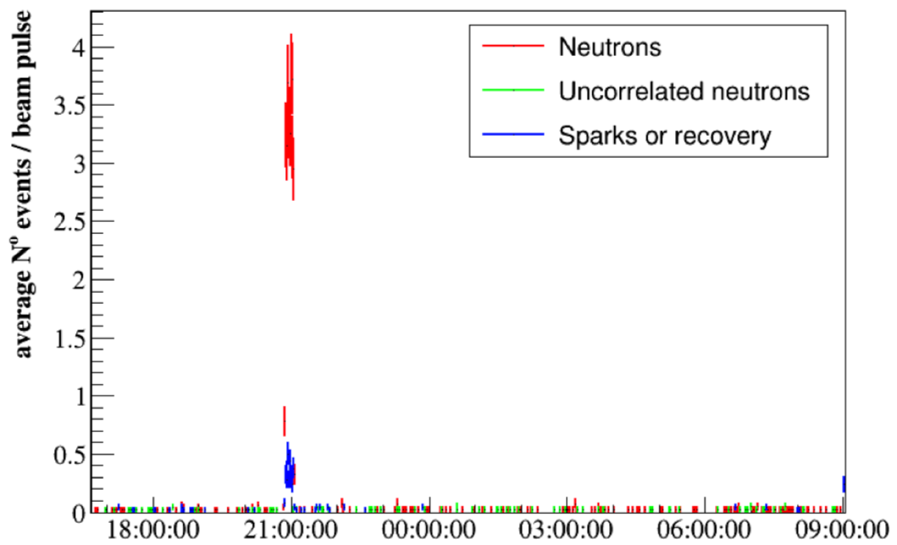 average Nº events / beam pulse
4
3.5
3
2.5
2
1.5
1
0.5
0
Neutrons
Uncorrelated neutrons
Sparks or recovery
18:00:00 21:00:00 00:00:00 03:00:00 06:00:00 09:00:00